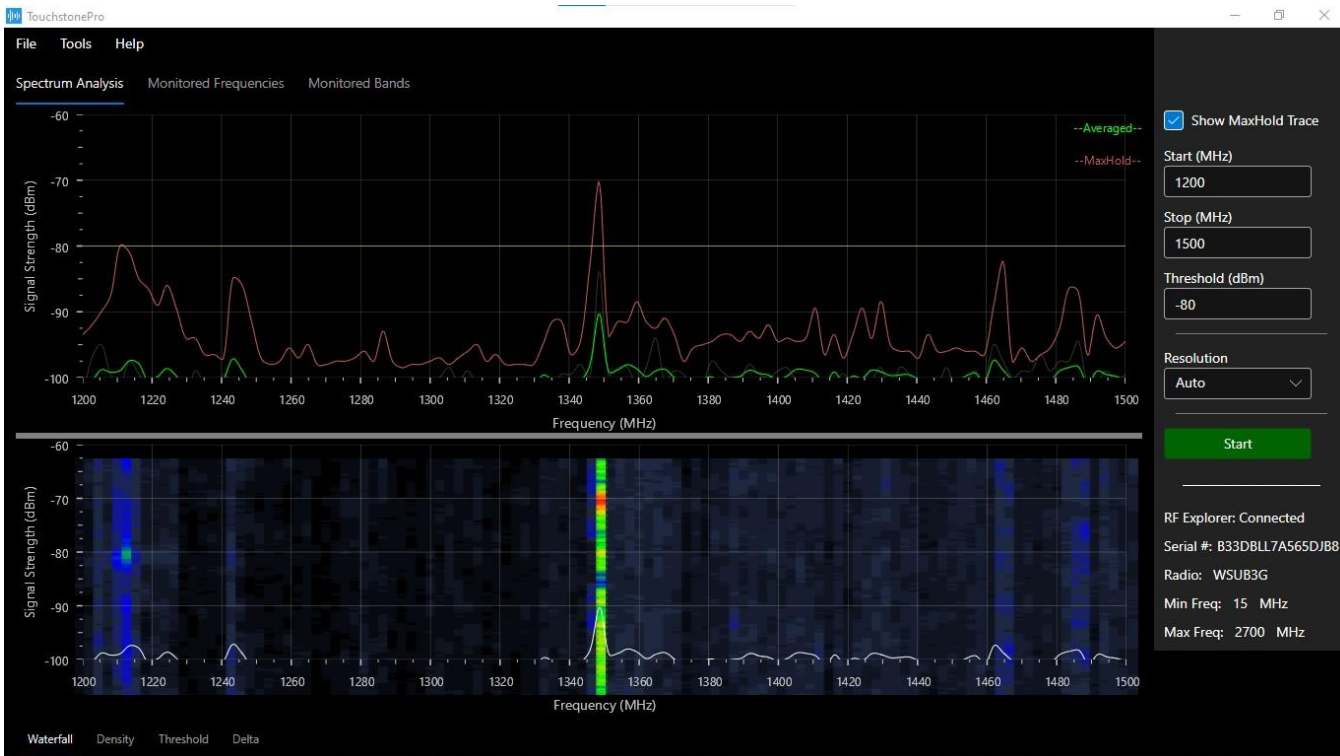 TouchstonePro
File Tools Help
Spectrum Analysis Monitored Frequencies Monitored Bands
--Averaged--
--MaxHold--
Signal Strength (dBm)
-60
-70
-80
-90
-100
1200 1220 1240 1260 1280 1300 1320 1340 1360 1380 1400 1420 1440 1460 1480 1500
Frequency (MHz)
Signal Strength (dBm)
-60
-70
-80
-90
-100
1200 1220 1240 1260 1280 1300 1320 1340 1360 1380 1400 1420 1440 1460 1480 1500
Frequency (MHz)
Waterfall Density Threshold Delta
Show MaxHold Trace
Start (MHz)
1200
Stop (MHz)
1500
Threshold (dBm)
-80
Resolution
Auto
Start
RF Explorer: Connected
Serial #: B33DBLL7A565DJB8
Radio: WSUB3G
Min Freq: 15 MHz
Max Freq: 2700 MHz